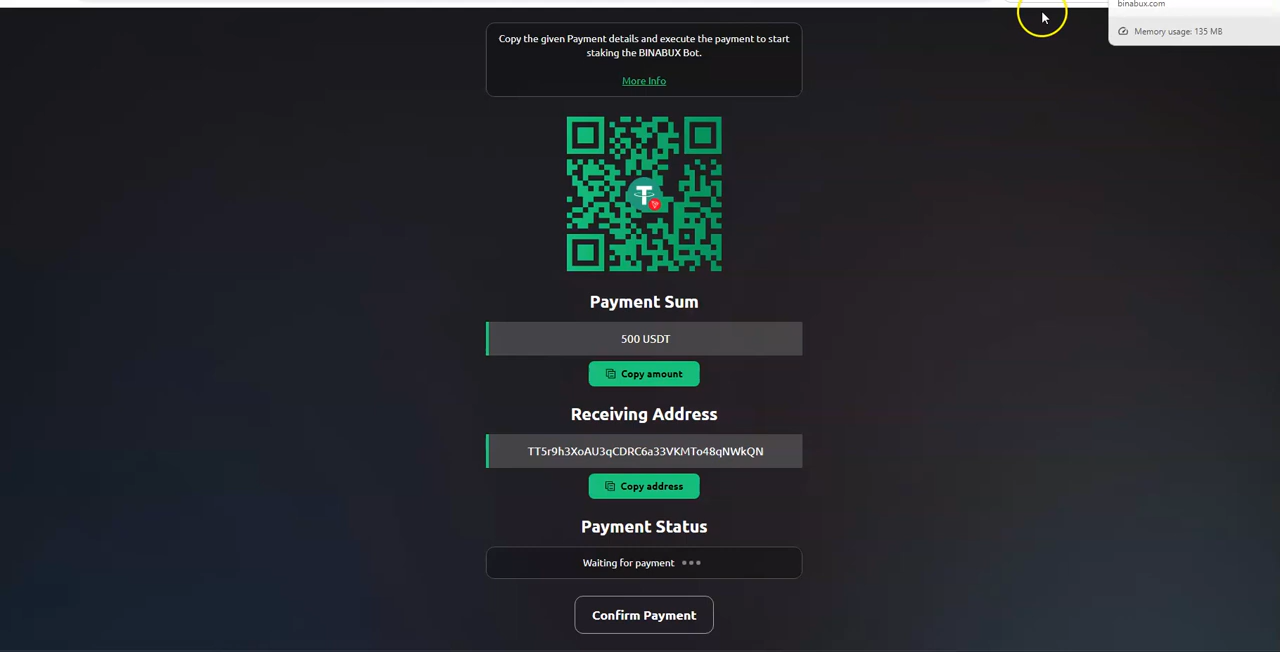 binabux.com
Memory usage: 135 MB
Copy the given Payment details and execute the payment to start
staking the BINABUX Bot.
More Info
Payment Sum
500 USDT
Copy amount
Receiving Address
TT5r9h3XoAU3qCDRC6a33VKMTo48qNWkQN
Copy address
Payment Status
Waiting for payment
Confirm Payment